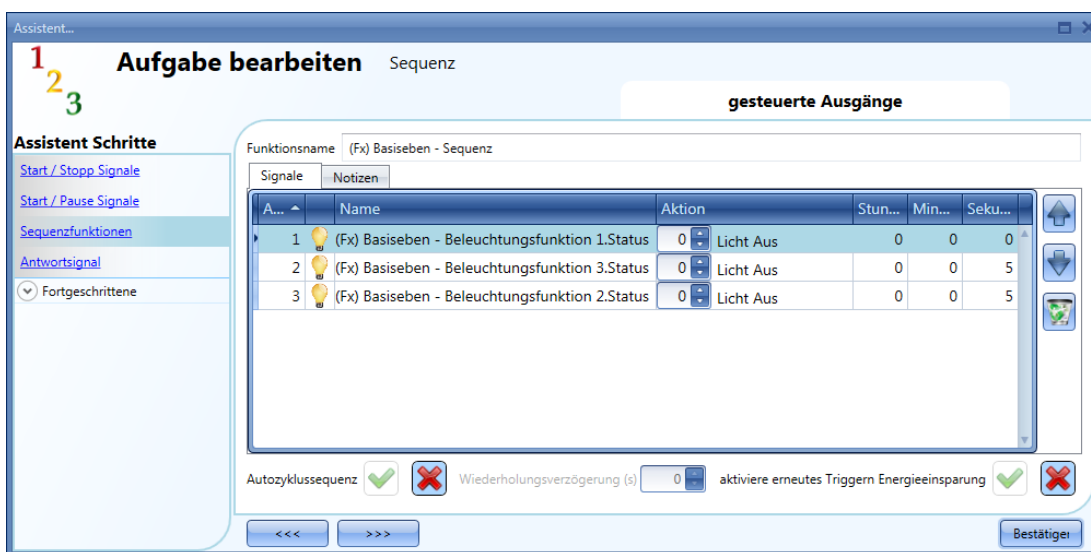 Assistent...
1
2
3
Aufgabe bearbeiten Sequenz
gesteuerte Ausgänge
Assistent Schritte
Start / Stopp Signale
Start / Pause Signale
Sequenzfunktionen
Antwortsignal
Fortgeschrittene
Funktionsname (Fx) Basiseben - Sequenz
Signale Notizen
A... Name Aktion Stun... Min... Seku...
1 (Fx) Basiseben - Beleuchtungsfunktion 1.Status 0 Licht Aus 0 0 0
2 (Fx) Basiseben - Beleuchtungsfunktion 3.Status 0 Licht Aus 0 0 5
3 (Fx) Basiseben - Beleuchtungsfunktion 2.Status 0 Licht Aus 0 0 5
Autozyklussequenz Wiederholungsverzögerung (s) 0 aktiviere erneutes Triggern Energieeinsparung
<<< >>> Bestätiger